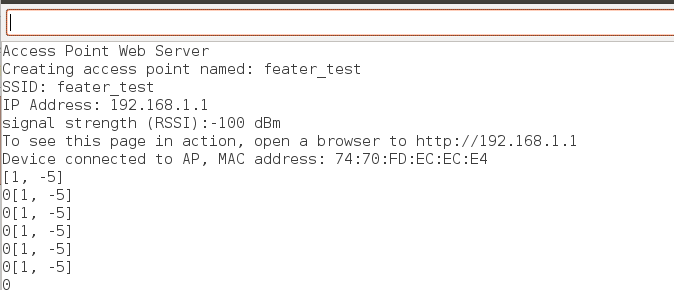 Access Point Web Server
Creating access point named: feater_test
SSID: feater_test
IP Address: 192.168.1.1
signal strength (RSSI):-100 dBm
To see this page in action, open a browser to http://192.168.1.1
Device connected to AP, MAC address: 74:70:FD:EC:EC:E4
[1, -5]
0[1, -5]
0[1, -5]
0[1, -5]
0[1, -5]
0[1, -5]
0